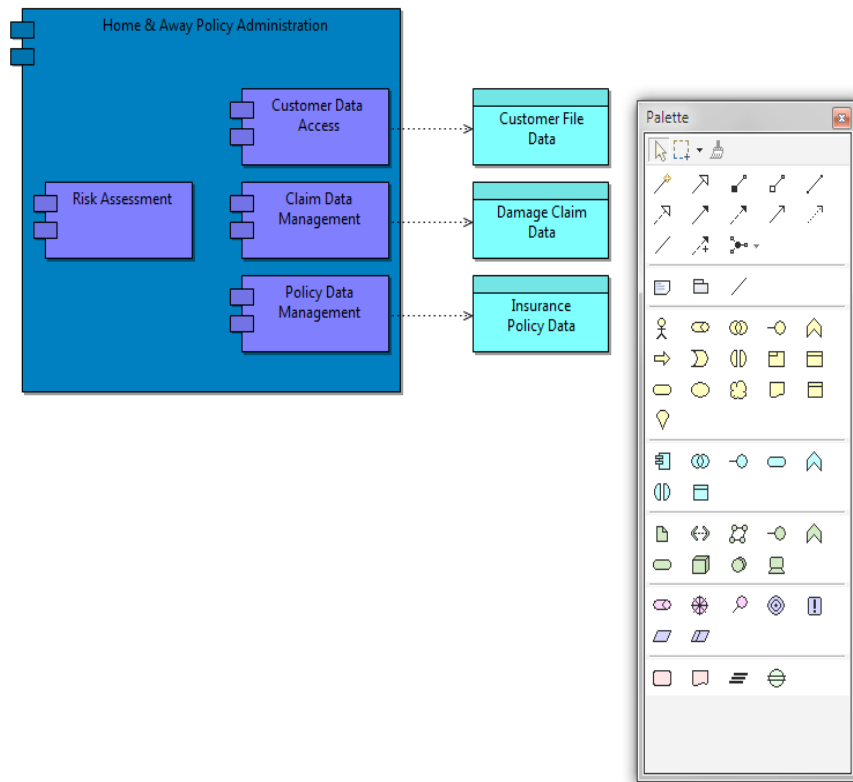 Home & Away Policy Administration
Customer Data
Access
Customer File
Data
Palette
Risk Assessment
Claim Data
Management
Damage Claim
Data
Policy Data
Management
Insurance
Policy Data